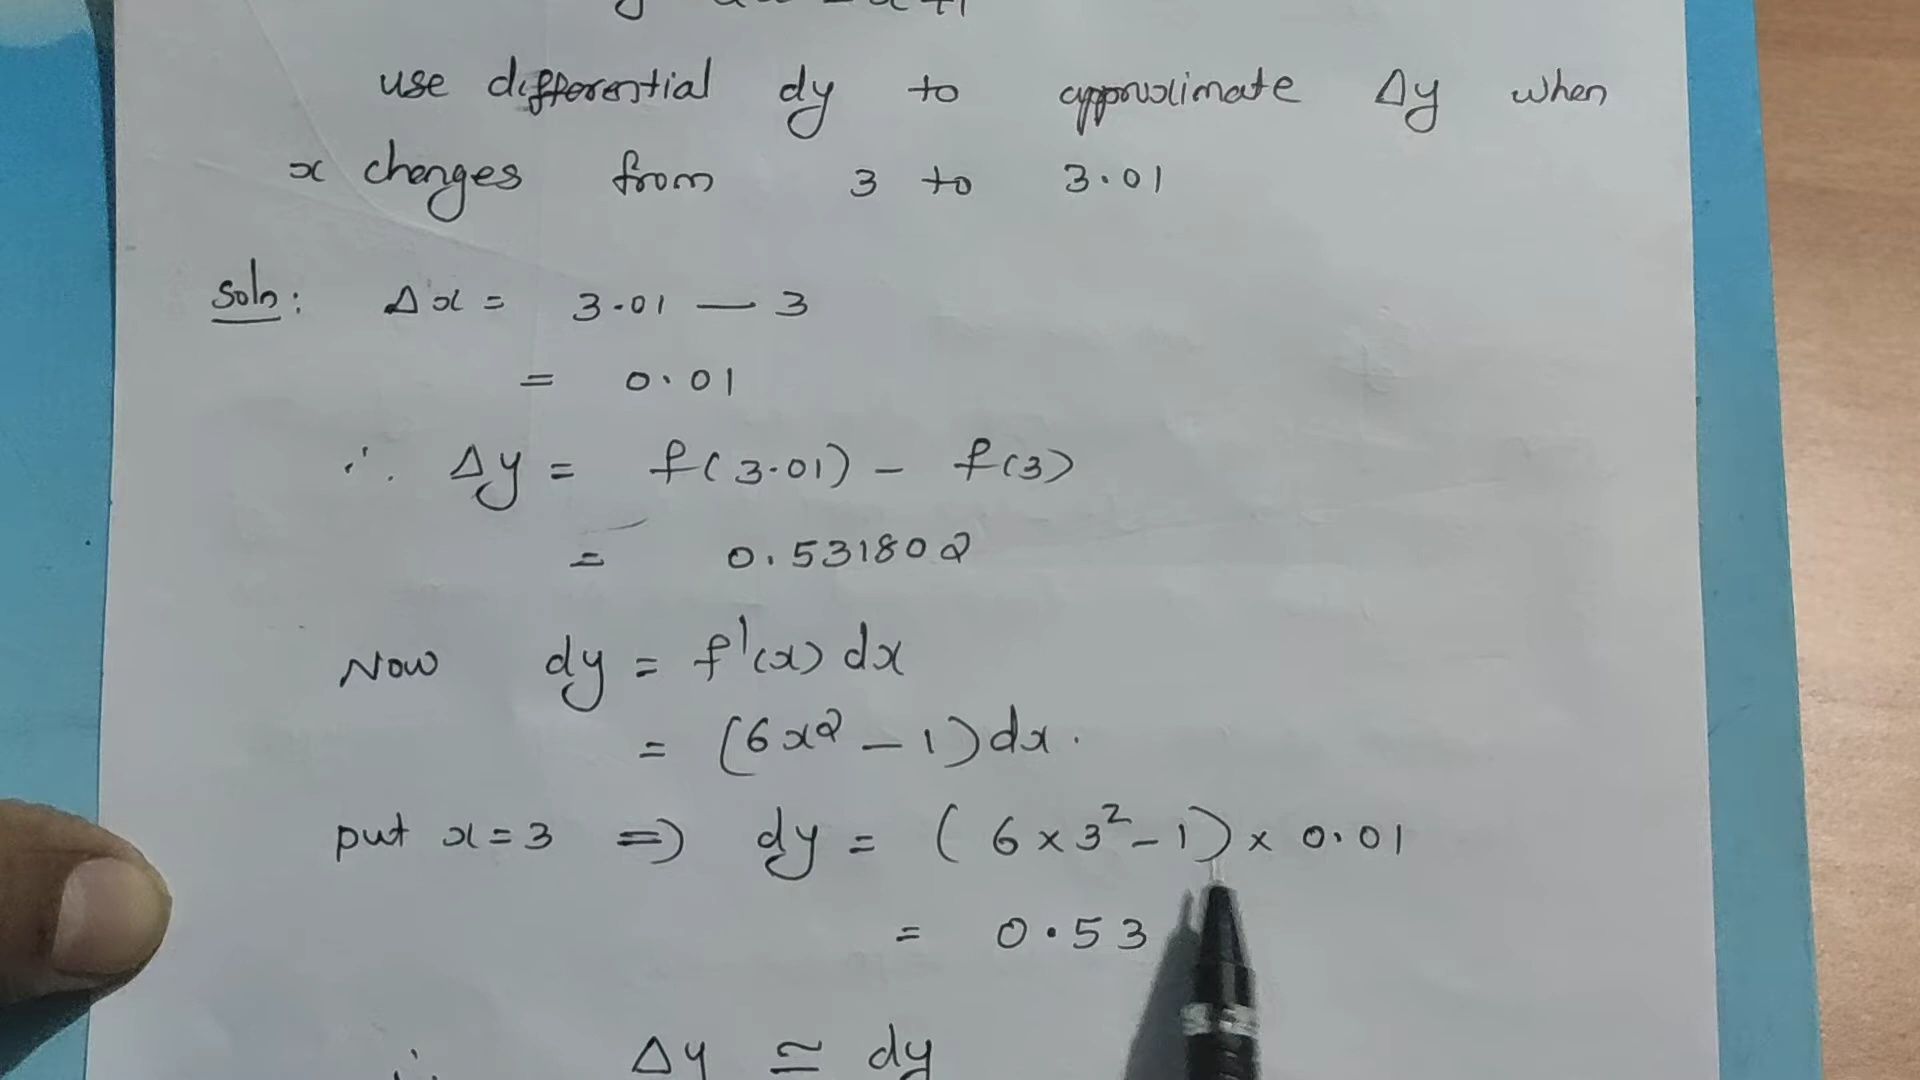 use differential dy to approximate Δy when
x changes from 3 to 3.01
Soln: Δx = 3.01 — 3
= 0.01
∴ Δy = f(3.01) - f(3)
= 0.531802
Now dy = f'(x) dx
= (6x² - 1) dx.
put x = 3 ⇒ dy = (6 × 3² - 1) × 0.01
= 0.53
∴ Δy ≃ dy